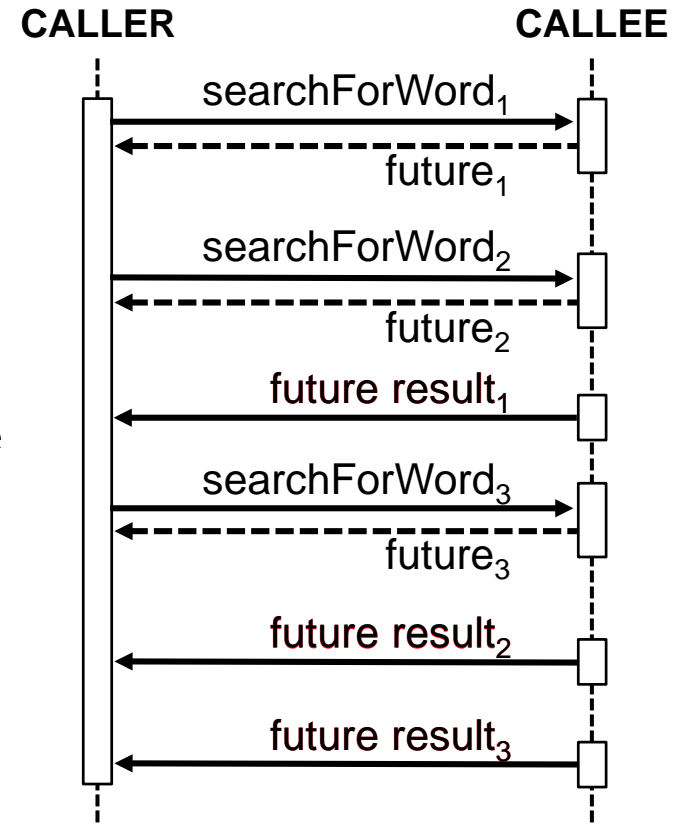 CALLER CALLEE
searchForWord₁
future₁
searchForWord₂
future₂
future result₁
searchForWord₃
future₃
future result₂
future result₃